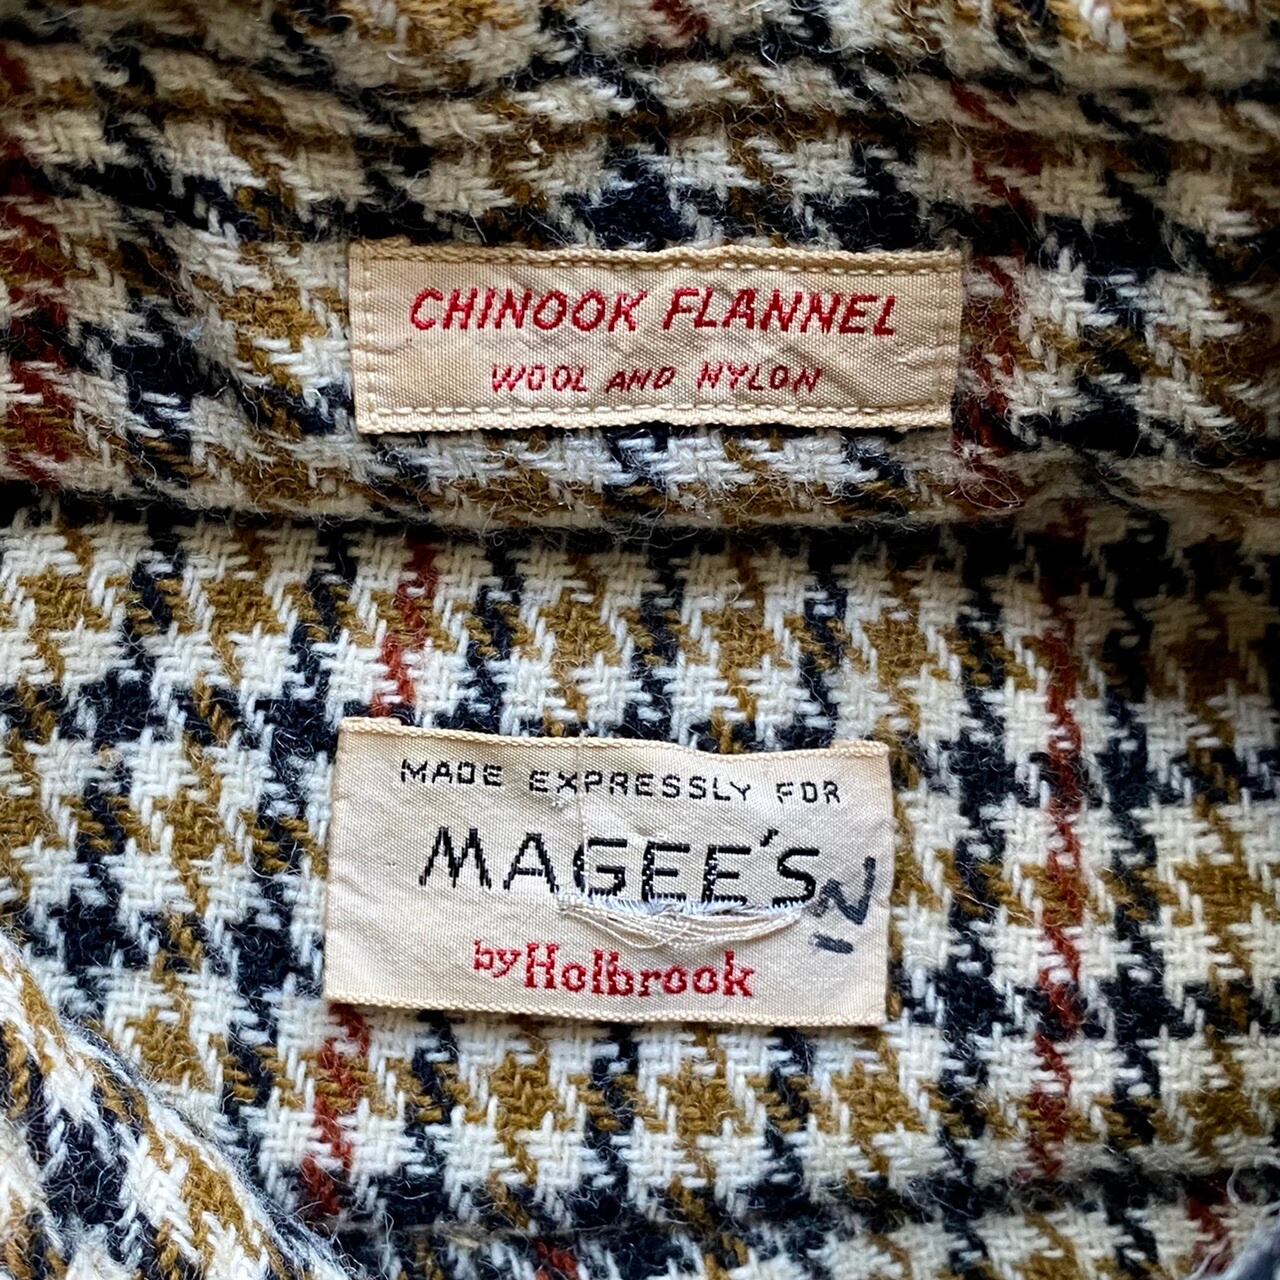 CHINOOK FLANNEL
WOOL AND NYLON
MADE EXPRESSLY FOR
MAGEE'S
by Holbrook